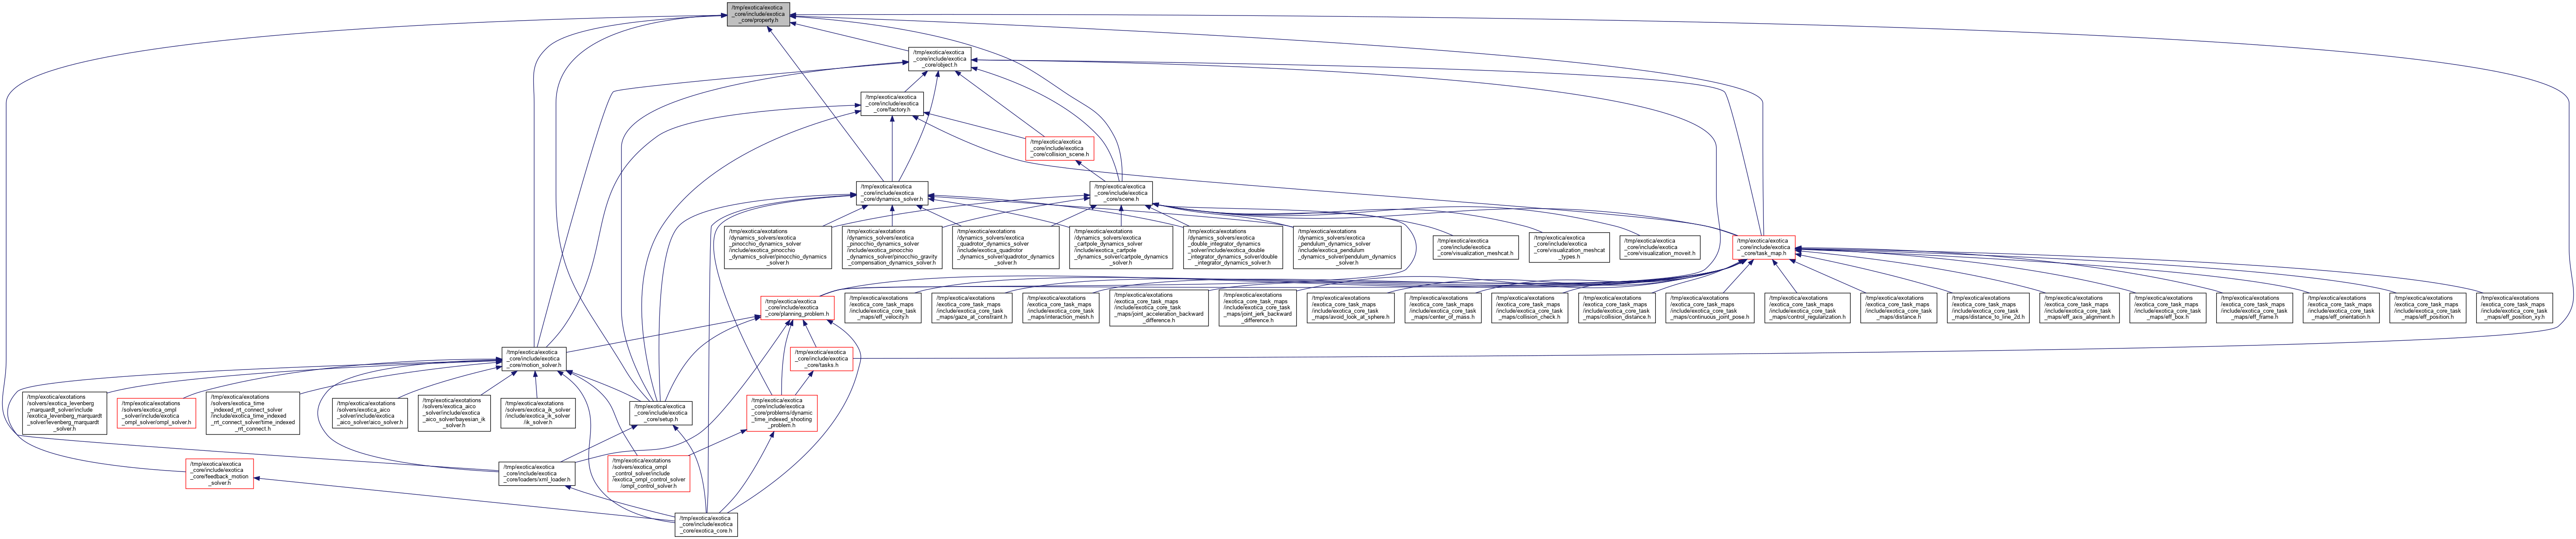 /tmp/exotica/exotica
_core/include/exotica
_core/property.h
/tmp/exotica/exotica
_core/include/exotica
_core/object.h
/tmp/exotica/exotica
_core/include/exotica
_core/factory.h
/tmp/exotica/exotica
_core/include/exotica
_core/collision_scene.h
/tmp/exotica/exotica
_core/include/exotica
_core/dynamics_solver.h
/tmp/exotica/exotica
_core/include/exotica
_core/scene.h
/tmp/exotica/exotations
/dynamics_solvers/exotica
_pinocchio_dynamics_solver
/include/exotica_pinocchio
_dynamics_solver/pinocchio_dynamics
_solver.h
/tmp/exotica/exotations
/dynamics_solvers/exotica
_pinocchio_dynamics_solver
/include/exotica_pinocchio
_dynamics_solver/pinocchio_gravity
_compensation_dynamics_solver.h
/tmp/exotica/exotations
/dynamics_solvers/exotica
_quadrotor_dynamics_solver
/include/exotica_quadrotor
_dynamics_solver/quadrotor_dynamics
_solver.h
/tmp/exotica/exotations
/dynamics_solvers/exotica
_cartpole_dynamics_solver
/include/exotica_cartpole
_dynamics_solver/cartpole_dynamics
_solver.h
/tmp/exotica/exotations
/dynamics_solvers/exotica
_double_integrator_dynamics
_solver/include/exotica_double
_integrator_dynamics_solver/double
_integrator_dynamics_solver.h
/tmp/exotica/exotations
/dynamics_solvers/exotica
_pendulum_dynamics_solver
/include/exotica_pendulum
_dynamics_solver/pendulum_dynamics
_solver.h
/tmp/exotica/exotica
_core/include/exotica
_core/visualization_meshcat.h
/tmp/exotica/exotica
_core/include/exotica
_core/visualization_meshcat
_types.h
/tmp/exotica/exotica
_core/include/exotica
_core/visualization_moveit.h
/tmp/exotica/exotica
_core/include/exotica
_core/task_map.h
/tmp/exotica/exotica
_core/include/exotica
_core/planning_problem.h
/tmp/exotica/exotations
/exotica_core_task_maps
/include/exotica_core_task
_maps/eff_velocity.h
/tmp/exotica/exotations
/exotica_core_task_maps
/include/exotica_core_task
_maps/gaze_at_constraint.h
/tmp/exotica/exotations
/exotica_core_task_maps
/include/exotica_core_task
_maps/interaction_mesh.h
/tmp/exotica/exotations
/exotica_core_task_maps
/include/exotica_core_task
_maps/joint_acceleration_backward
_difference.h
/tmp/exotica/exotations
/exotica_core_task_maps
/include/exotica_core_task
_maps/joint_jerk_backward
_difference.h
/tmp/exotica/exotations
/exotica_core_task_maps
/include/exotica_core_task
_maps/avoid_look_at_sphere.h
/tmp/exotica/exotations
/exotica_core_task_maps
/include/exotica_core_task
_maps/center_of_mass.h
/tmp/exotica/exotations
/exotica_core_task_maps
/include/exotica_core_task
_maps/collision_check.h
/tmp/exotica/exotations
/exotica_core_task_maps
/include/exotica_core_task
_maps/collision_distance.h
/tmp/exotica/exotations
/exotica_core_task_maps
/include/exotica_core_task
_maps/continuous_joint_pose.h
/tmp/exotica/exotations
/exotica_core_task_maps
/include/exotica_core_task
_maps/control_regularization.h
/tmp/exotica/exotations
/exotica_core_task_maps
/include/exotica_core_task
_maps/distance.h
/tmp/exotica/exotations
/exotica_core_task_maps
/include/exotica_core_task
_maps/distance_to_line_2d.h
/tmp/exotica/exotations
/exotica_core_task_maps
/include/exotica_core_task
_maps/eff_axis_alignment.h
/tmp/exotica/exotations
/exotica_core_task_maps
/include/exotica_core_task
_maps/eff_box.h
/tmp/exotica/exotations
/exotica_core_task_maps
/include/exotica_core_task
_maps/eff_frame.h
/tmp/exotica/exotations
/exotica_core_task_maps
/include/exotica_core_task
_maps/eff_orientation.h
/tmp/exotica/exotations
/exotica_core_task_maps
/include/exotica_core_task
_maps/eff_position.h
/tmp/exotica/exotations
/exotica_core_task_maps
/include/exotica_core_task
_maps/eff_position_xy.h
/tmp/exotica/exotica
_core/include/exotica
_core/motion_solver.h
/tmp/exotica/exotica
_core/include/exotica
_core/tasks.h
/tmp/exotica/exotations
/solvers/exotica_levenberg
_marquardt_solver/include
/exotica_levenberg_marquardt
_solver/levenberg_marquardt
_solver.h
/tmp/exotica/exotations
/solvers/exotica_ompl
_solver/include/exotica
_ompl_solver/ompl_solver.h
/tmp/exotica/exotations
/solvers/exotica_time
_indexed_rrt_connect_solver
/include/exotica_time_indexed
_rrt_connect_solver/time_indexed
_rrt_connect.h
/tmp/exotica/exotations
/solvers/exotica_aico
_solver/include/exotica
_aico_solver/aico_solver.h
/tmp/exotica/exotations
/solvers/exotica_aico
_solver/include/exotica
_aico_solver/bayesian_ik
_solver.h
/tmp/exotica/exotations
/solvers/exotica_ik_solver
/include/exotica_ik_solver
/ik_solver.h
/tmp/exotica/exotica
_core/include/exotica
_core/setup.h
/tmp/exotica/exotica
_core/include/exotica
_core/problems/dynamic
_time_indexed_shooting
_problem.h
/tmp/exotica/exotica
_core/include/exotica
_core/feedback_motion
_solver.h
/tmp/exotica/exotica
_core/include/exotica
_core/loaders/xml_loader.h
/tmp/exotica/exotations
/solvers/exotica_ompl
_control_solver/include
/exotica_ompl_control_solver
/ompl_control_solver.h
/tmp/exotica/exotica
_core/include/exotica
_core/exotica_core.h